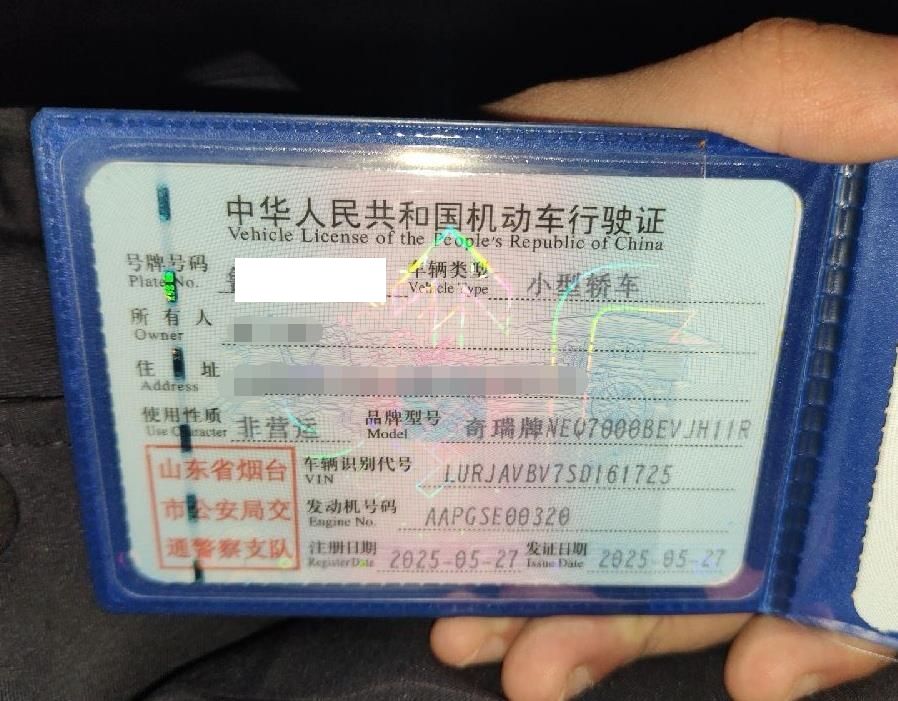 中华人民共和国机动车行驶证
Vehicle License of the People's Republic of China
号牌号码 车辆类型 小型轿车
Plate No. Vehicle Type
所有人
Owner
住址
Address
使用性质 非营运 品牌型号 奇瑞牌NEQ7000BEVJH11R
Use Character Model
山东省烟台 车辆识别代号 LURJAVBV7SD161725
VIN
市公安局交 发动机号码 AAPGSE00320
Engine No.
通警察支队 注册日期 2025-05-27 发证日期 2025-05-27
Register Date Issue Date